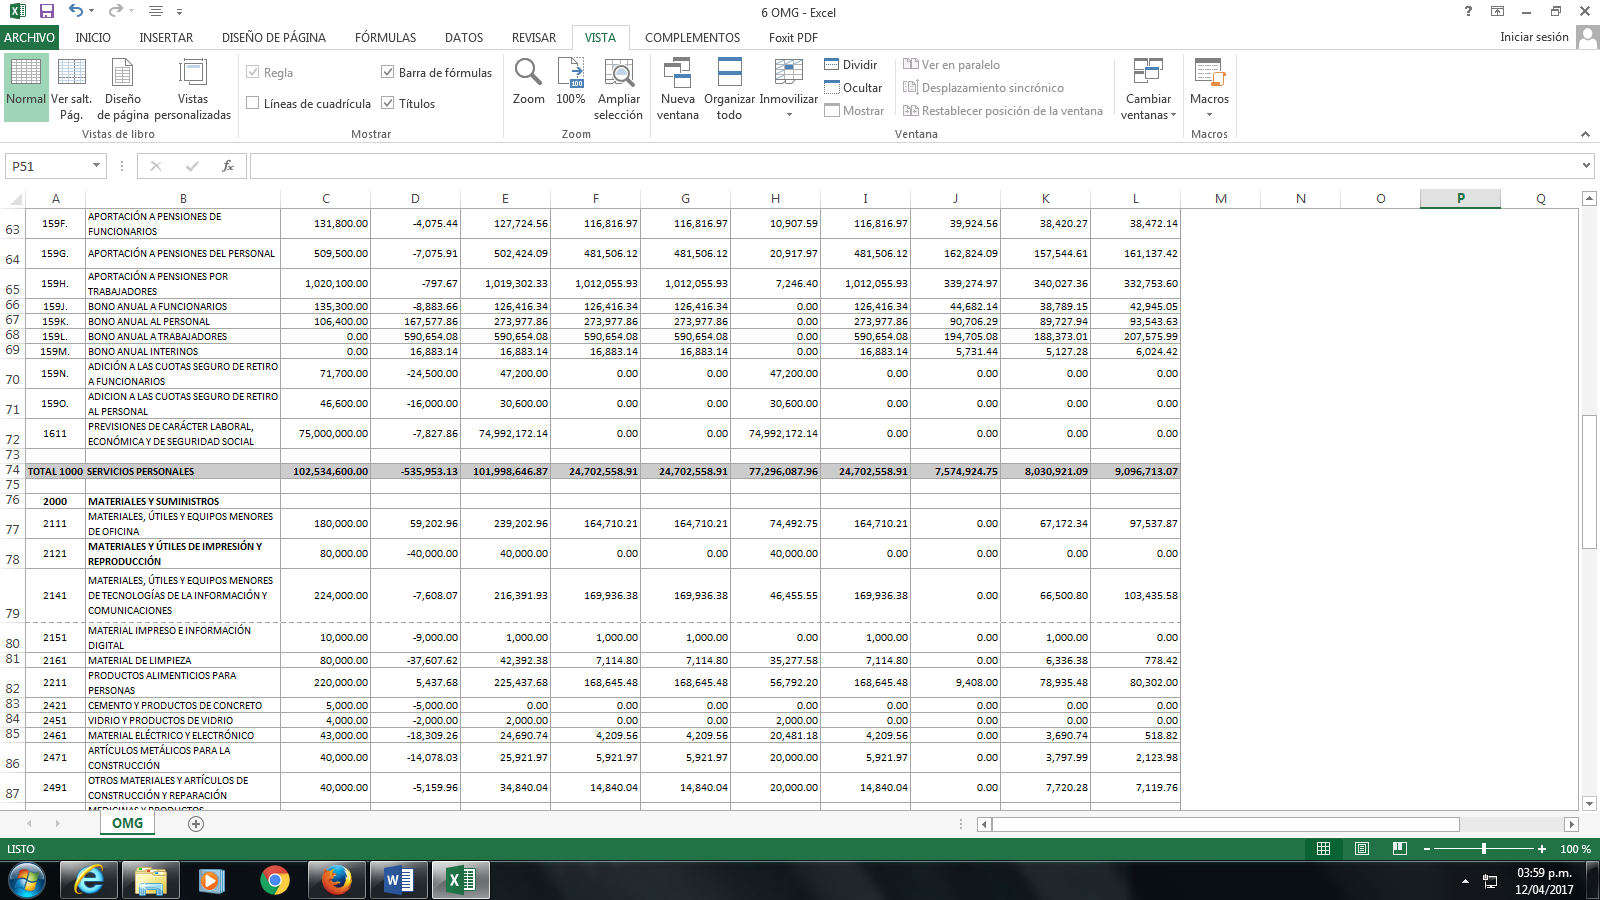 6 OMG - Excel
ARCHIVO INICIO INSERTAR DISEÑO DE PÁGINA FÓRMULAS DATOS REVISAR VISTA COMPLEMENTOS Foxit PDF Iniciar sesión
Normal Ver salt. Pág. Diseño de página Vistas personalizadas
Vistas de libro
Regla Barra de fórmulas
Líneas de cuadrícula Títulos
Mostrar
Zoom 100% Ampliar selección
Zoom
Nueva ventana Organizar todo Inmovilizar
Dividir
Ocultar
Mostrar
Ver en paralelo
Desplazamiento sincrónico
Restablecer posición de la ventana
Cambiar ventanas
Ventana
Macros
Macros
P51 fx
A B C D E F G H I J K L M N O P Q
63 159F. APORTACIÓN A PENSIONES DE FUNCIONARIOS 131,800.00 -4,075.44 127,724.56 116,816.97 116,816.97 10,907.59 116,816.97 39,924.56 38,420.27 38,472.14
64 159G. APORTACIÓN A PENSIONES DEL PERSONAL 509,500.00 -7,075.91 502,424.09 481,506.12 481,506.12 20,917.97 481,506.12 162,824.09 157,544.61 161,137.42
65 159H. APORTACIÓN A PENSIONES POR TRABAJADORES 1,020,100.00 -797.67 1,019,302.33 1,012,055.93 1,012,055.93 7,246.40 1,012,055.93 339,274.97 340,027.36 332,753.60
66 159J. BONO ANUAL A FUNCIONARIOS 135,300.00 -8,883.66 126,416.34 126,416.34 126,416.34 0.00 126,416.34 44,682.14 38,789.15 42,945.05
67 159K. BONO ANUAL AL PERSONAL 106,400.00 167,577.86 273,977.86 273,977.86 273,977.86 0.00 273,977.86 90,706.29 89,727.94 93,543.63
68 159L. BONO ANUAL A TRABAJADORES 0.00 590,654.08 590,654.08 590,654.08 590,654.08 0.00 590,654.08 194,705.08 188,373.01 207,575.99
69 159M. BONO ANUAL INTERINOS 0.00 16,883.14 16,883.14 16,883.14 16,883.14 0.00 16,883.14 5,731.44 5,127.28 6,024.42
70 159N. ADICIÓN A LAS CUOTAS SEGURO DE RETIRO A FUNCIONARIOS 71,700.00 -24,500.00 47,200.00 0.00 0.00 47,200.00 0.00 0.00 0.00 0.00
71 159O. ADICION A LAS CUOTAS SEGURO DE RETIRO AL PERSONAL 46,600.00 -16,000.00 30,600.00 0.00 0.00 30,600.00 0.00 0.00 0.00 0.00
72 1611 PREVISIONES DE CARÁCTER LABORAL, ECONÓMICA Y DE SEGURIDAD SOCIAL 75,000,000.00 -7,827.86 74,992,172.14 0.00 0.00 74,992,172.14 0.00 0.00 0.00 0.00
73
74 TOTAL 1000 SERVICIOS PERSONALES 102,534,600.00 -535,953.13 101,998,646.87 24,702,558.91 24,702,558.91 77,296,087.96 24,702,558.91 7,574,924.75 8,030,921.09 9,096,713.07
75
76 2000 MATERIALES Y SUMINISTROS
77 2111 MATERIALES, ÚTILES Y EQUIPOS MENORES DE OFICINA 180,000.00 59,202.96 239,202.96 164,710.21 164,710.21 74,492.75 164,710.21 0.00 67,172.34 97,537.87
78 2121 MATERIALES Y ÚTILES DE IMPRESIÓN Y REPRODUCCIÓN 80,000.00 -40,000.00 40,000.00 0.00 0.00 40,000.00 0.00 0.00 0.00 0.00
79 2141 MATERIALES, ÚTILES Y EQUIPOS MENORES DE TECNOLOGÍAS DE LA INFORMACIÓN Y COMUNICACIONES 224,000.00 -7,608.07 216,391.93 169,936.38 169,936.38 46,455.55 169,936.38 0.00 66,500.80 103,435.58
80 2151 MATERIAL IMPRESO E INFORMACIÓN DIGITAL 10,000.00 -9,000.00 1,000.00 1,000.00 1,000.00 0.00 1,000.00 0.00 1,000.00 0.00
81 2161 MATERIAL DE LIMPIEZA 80,000.00 -37,607.62 42,392.38 7,114.80 7,114.80 35,277.58 7,114.80 0.00 6,336.38 778.42
82 2211 PRODUCTOS ALIMENTICIOS PARA PERSONAS 220,000.00 5,437.68 225,437.68 168,645.48 168,645.48 56,792.20 168,645.48 9,408.00 78,935.48 80,302.00
83 2421 CEMENTO Y PRODUCTOS DE CONCRETO 5,000.00 -5,000.00 0.00 0.00 0.00 0.00 0.00 0.00 0.00 0.00
84 2451 VIDRIO Y PRODUCTOS DE VIDRIO 4,000.00 -2,000.00 2,000.00 0.00 0.00 2,000.00 0.00 0.00 0.00 0.00
85 2461 MATERIAL ELÉCTRICO Y ELECTRÓNICO 43,000.00 -18,309.26 24,690.74 4,209.56 4,209.56 20,481.18 4,209.56 0.00 3,690.74 518.82
86 2471 ARTÍCULOS METÁLICOS PARA LA CONSTRUCCIÓN 40,000.00 -14,078.03 25,921.97 5,921.97 5,921.97 20,000.00 5,921.97 0.00 3,797.99 2,123.98
87 2491 OTROS MATERIALES Y ARTÍCULOS DE CONSTRUCCIÓN Y REPARACIÓN 40,000.00 -5,159.96 34,840.04 14,840.04 14,840.04 20,000.00 14,840.04 0.00 7,720.28 7,119.76
MEDICINAS Y PRODUCTOS
OMG
LISTO 100 %
03:59 p.m.
12/04/2017